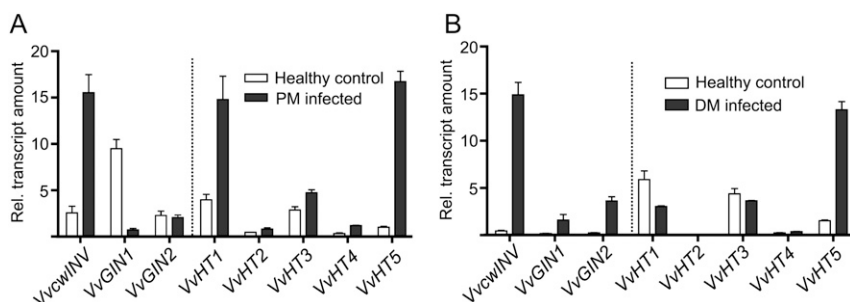 A
Rel. transcript amount
20
15
10
5
Healthy control
PM infected
VvcwINV
VvGIN1
VvGIN2
VvHT1
VvHT2
VvHT3
VvHT4
VvHT5
B
Rel. transcript amount
20
15
10
5
Healthy control
DM infected
VvcwINV
VvGIN1
VvGIN2
VvHT1
VvHT2
VvHT3
VvHT4
VvHT5